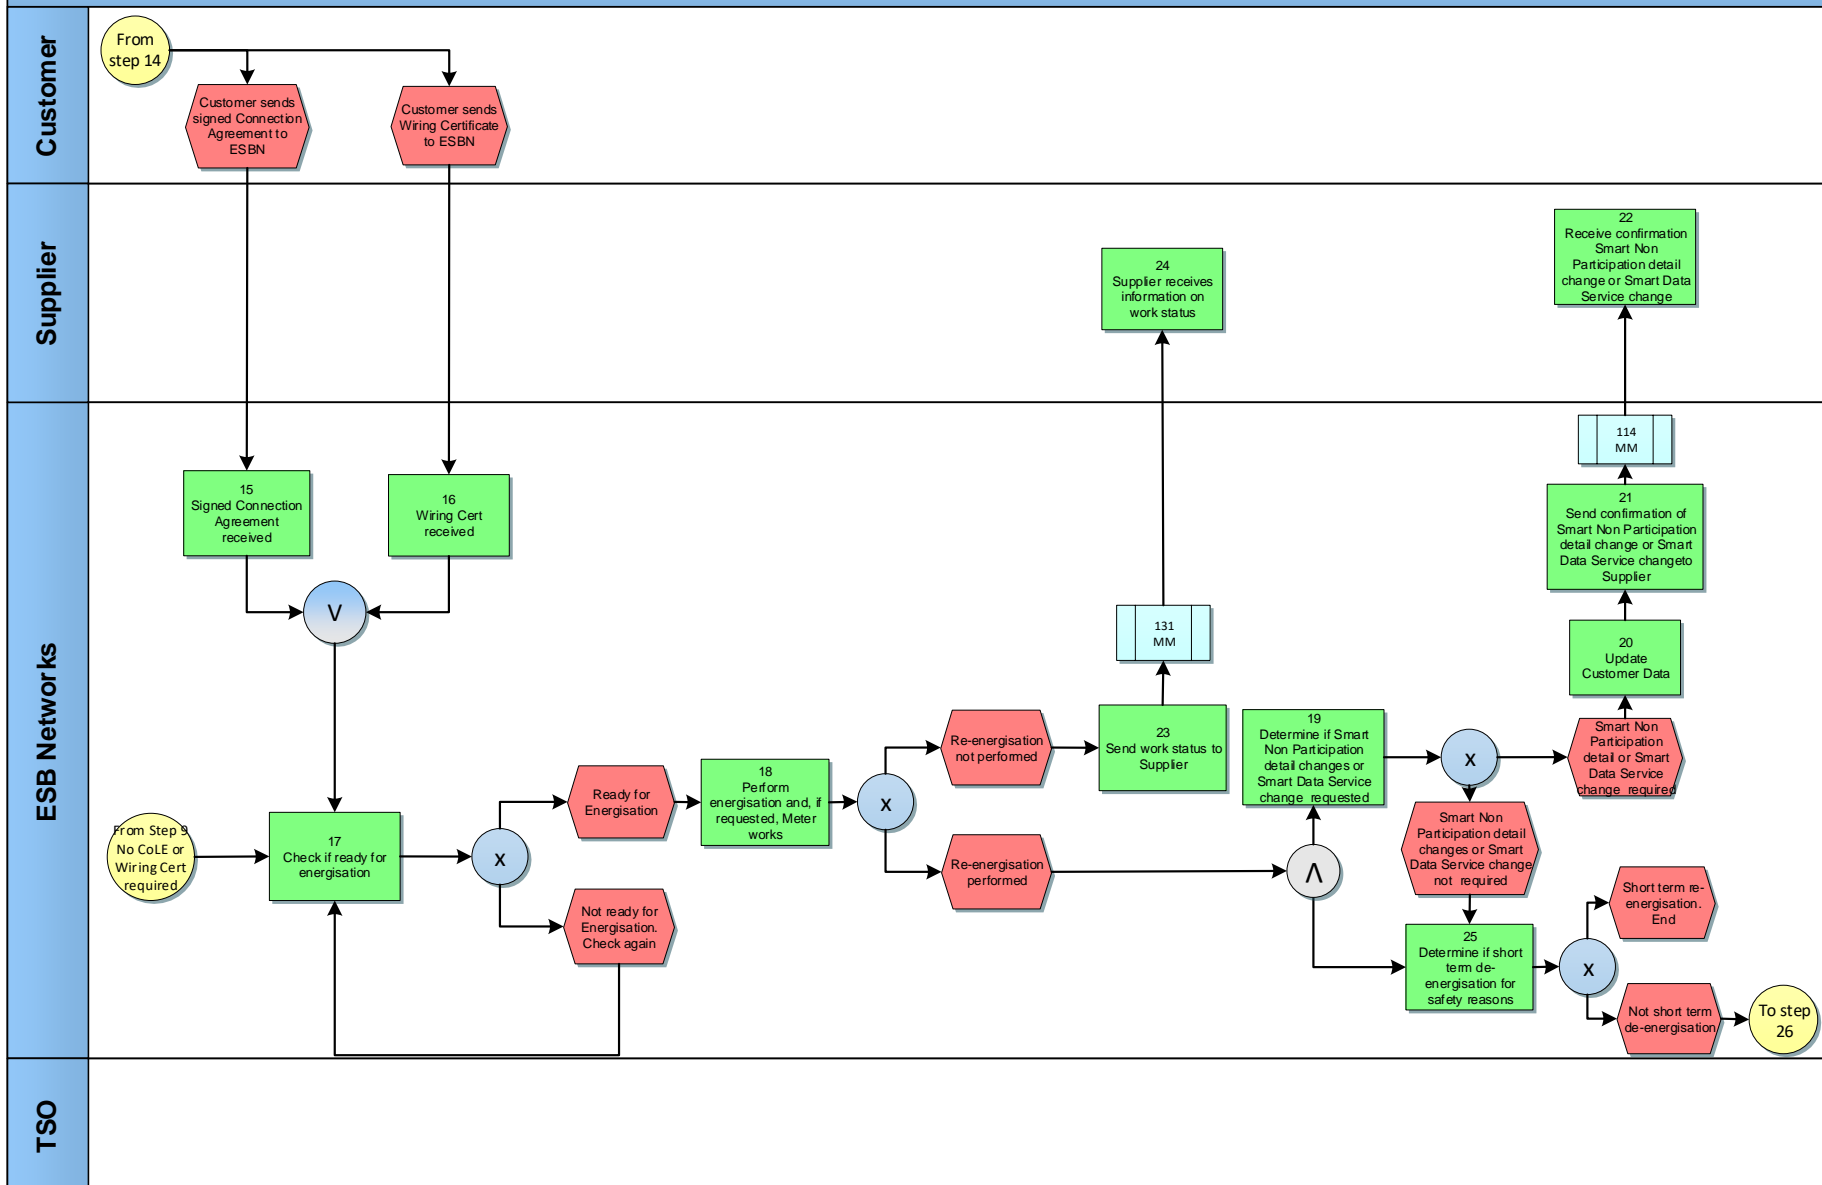 Customer
From
step 14
Customer sends
signed Connection
Agreement to
ESBN
Customer sends
Wiring Certificate
to ESBN
Supplier
24
Supplier receives
information on
work status
22
Receive confirmation
Smart Non
Participation detail
change or Smart Data
Service change
ESB Networks
15
Signed Connection
Agreement
received
16
Wiring Cert
received
V
114
MM
21
Send confirmation of
Smart Non Participation
detail change or Smart
Data Service changeto
Supplier
131
MM
20
Update
Customer Data
Re-energisation
not performed
23
Send work status to
Supplier
19
Determine if Smart
Non Participation
detail changes or
Smart Data Service
change requested
x
Smart Non
Participation
detail or Smart
Data Service
change required
From Step 9
No CoLE or
Wiring Cert
required
17
Check if ready for
energisation
x
Ready for
Energisation
18
Perform
energisation and, if
requested, Meter
works
x
Re-energisation
performed
Λ
Smart Non
Participation detail
changes or Smart
Data Service change
not required
Not ready for
Energisation.
Check again
25
Determine if short
term de-
energisation for
safety reasons
x
Short term re-
energisation.
End
Not short term
de-energisation
To step
26
TSO